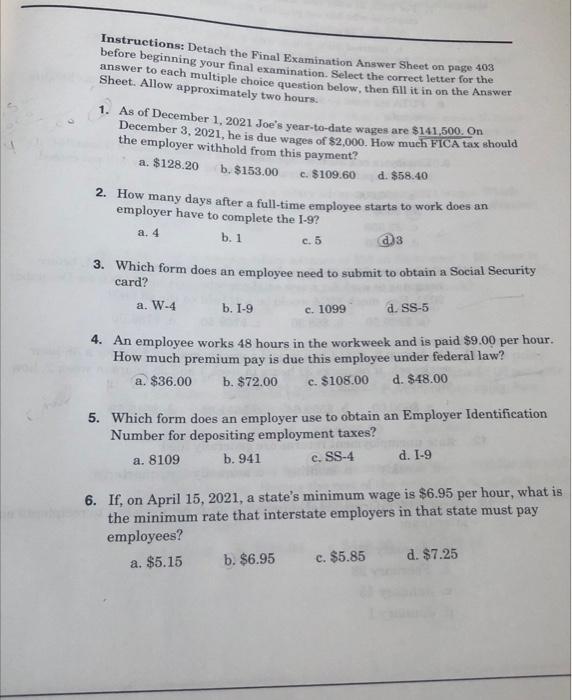 Instructions: Detach the Final Examination Answer Sheet on page 403
before beginning your final examination. Select the correct letter for the
answer to each multiple choice question below, then fill it in on the Answer
Sheet. Allow approximately two hours.
1. As of December 1, 2021 Joe's year-to-date wages are $141,500. On
December 3, 2021, he is due wages of $2,000. How much FICA tax should
the employer withhold from this payment?
a. $128.20 b. $153.00 c. $109.60 d. $58.40
2. How many days after a full-time employee starts to work does an
employer have to complete the I-9?
a. 4 b. 1 c. 5 d. 3
3. Which form does an employee need to submit to obtain a Social Security
card?
a. W-4 b. I-9 c. 1099 d. SS-5
4. An employee works 48 hours in the workweek and is paid $9.00 per hour.
How much premium pay is due this employee under federal law?
a. $36.00 b. $72.00 c. $108.00 d. $48.00
5. Which form does an employer use to obtain an Employer Identification
Number for depositing employment taxes?
a. 8109 b. 941 c. SS-4 d. I-9
6. If, on April 15, 2021, a state's minimum wage is $6.95 per hour, what is
the minimum rate that interstate employers in that state must pay
employees?
a. $5.15 b. $6.95 c. $5.85 d. $7.25